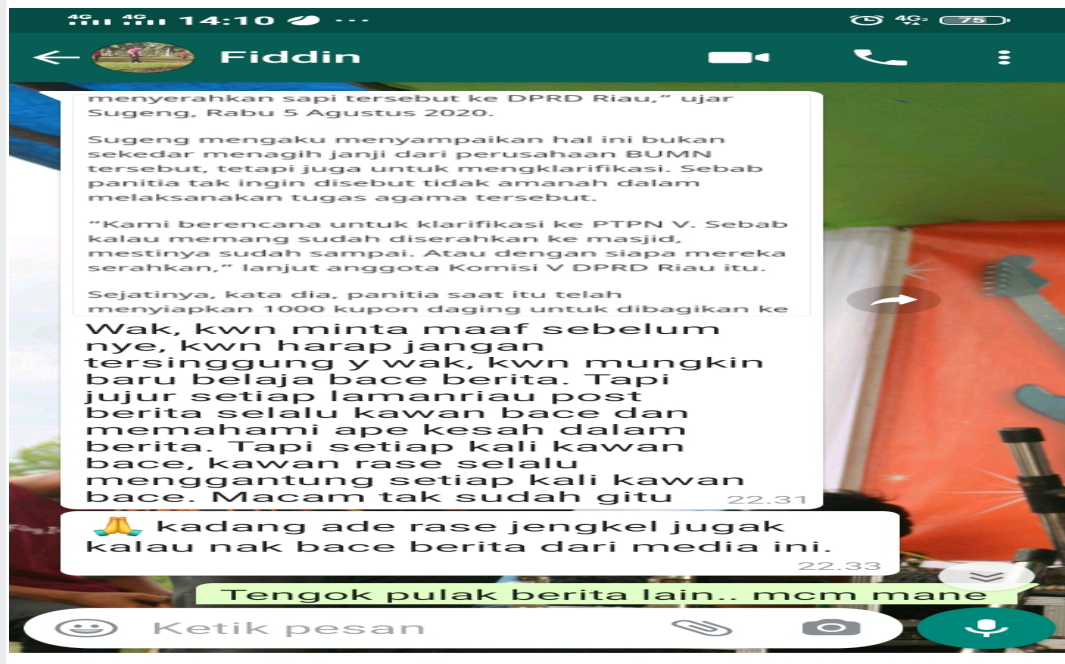 4G 4G 14:10 ... 4G+ 75
Fiddin
menyerahkan sapi tersebut ke DPRD Riau," ujar
Sugeng, Rabu 5 Agustus 2020.
Sugeng mengaku menyampaikan hal ini bukan
sekedar menagih janji dari perusahaan BUMN
tersebut, tetapi juga untuk mengklarifikasi. Sebab
panitia tak ingin disebut tidak amanah dalam
melaksanakan tugas agama tersebut.
"Kami berencana untuk klarifikasi ke PTPN V. Sebab
kalau memang sudah diserahkan ke masjid,
mestinya sudah sampai. Atau dengan siapa mereka
serahkan," lanjut anggota Komisi V DPRD Riau itu.
Sejatinya, kata dia, panitia saat itu telah
menyiapkan 1000 kupon daging untuk dibagikan ke
Wak, kwn minta maaf sebelum
nye, kwn harap jangan
tersinggung y wak, kwn mungkin
baru belaja bace berita. Tapi
jujur setiap lamanriau post
berita selalu kawan bace dan
memahami ape kesah dalam
berita. Tapi setiap kali kawan
bace, kawan rase selalu
menggantung setiap kali kawan
bace. Macam tak sudah gitu 22.31
🙏 kadang ade rase jengkel jugak
kalau nak bace berita dari media ini.
22.33
Tengok pulak berita lain.. mcm mane
Ketik pesan